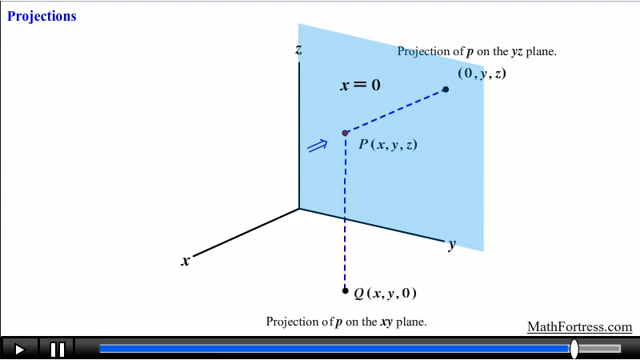 Projections
z
Projection of p on the yz plane.
(0, y, z)
x = 0
P(x, y, z)
y
x
Q(x, y, 0)
Projection of p on the xy plane.
MathFortress.com